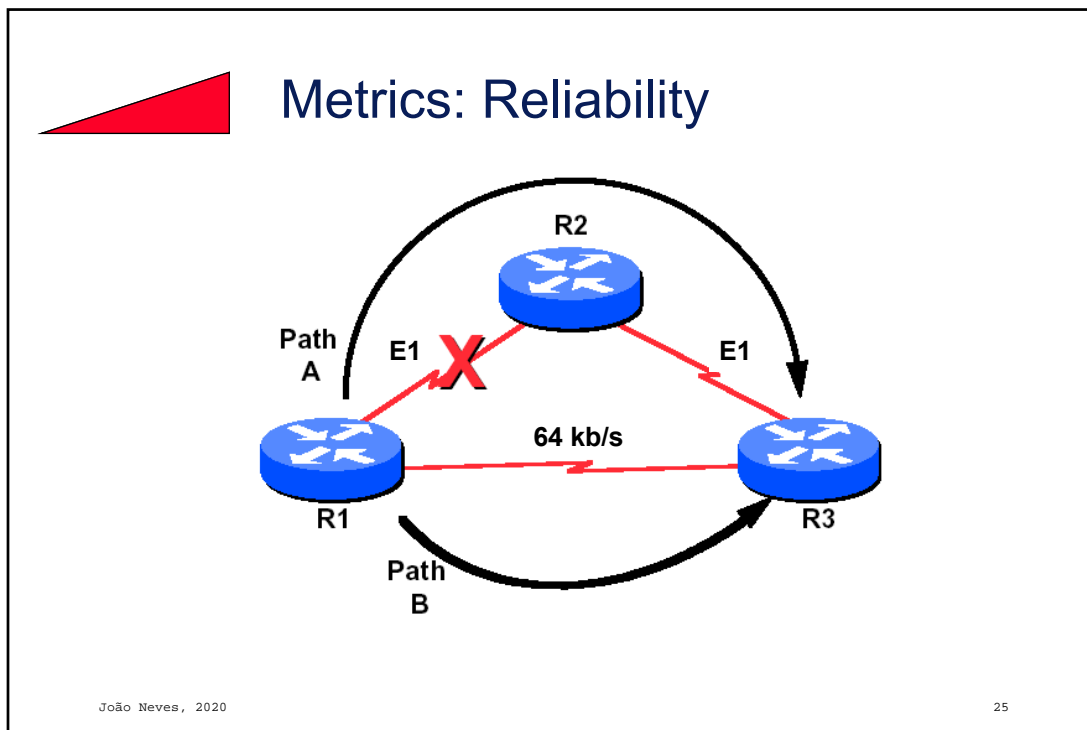 Metrics: Reliability
R2
Path
A
E1
X
E1
64 kb/s
R1
R3
Path
B
João Neves, 2020
25